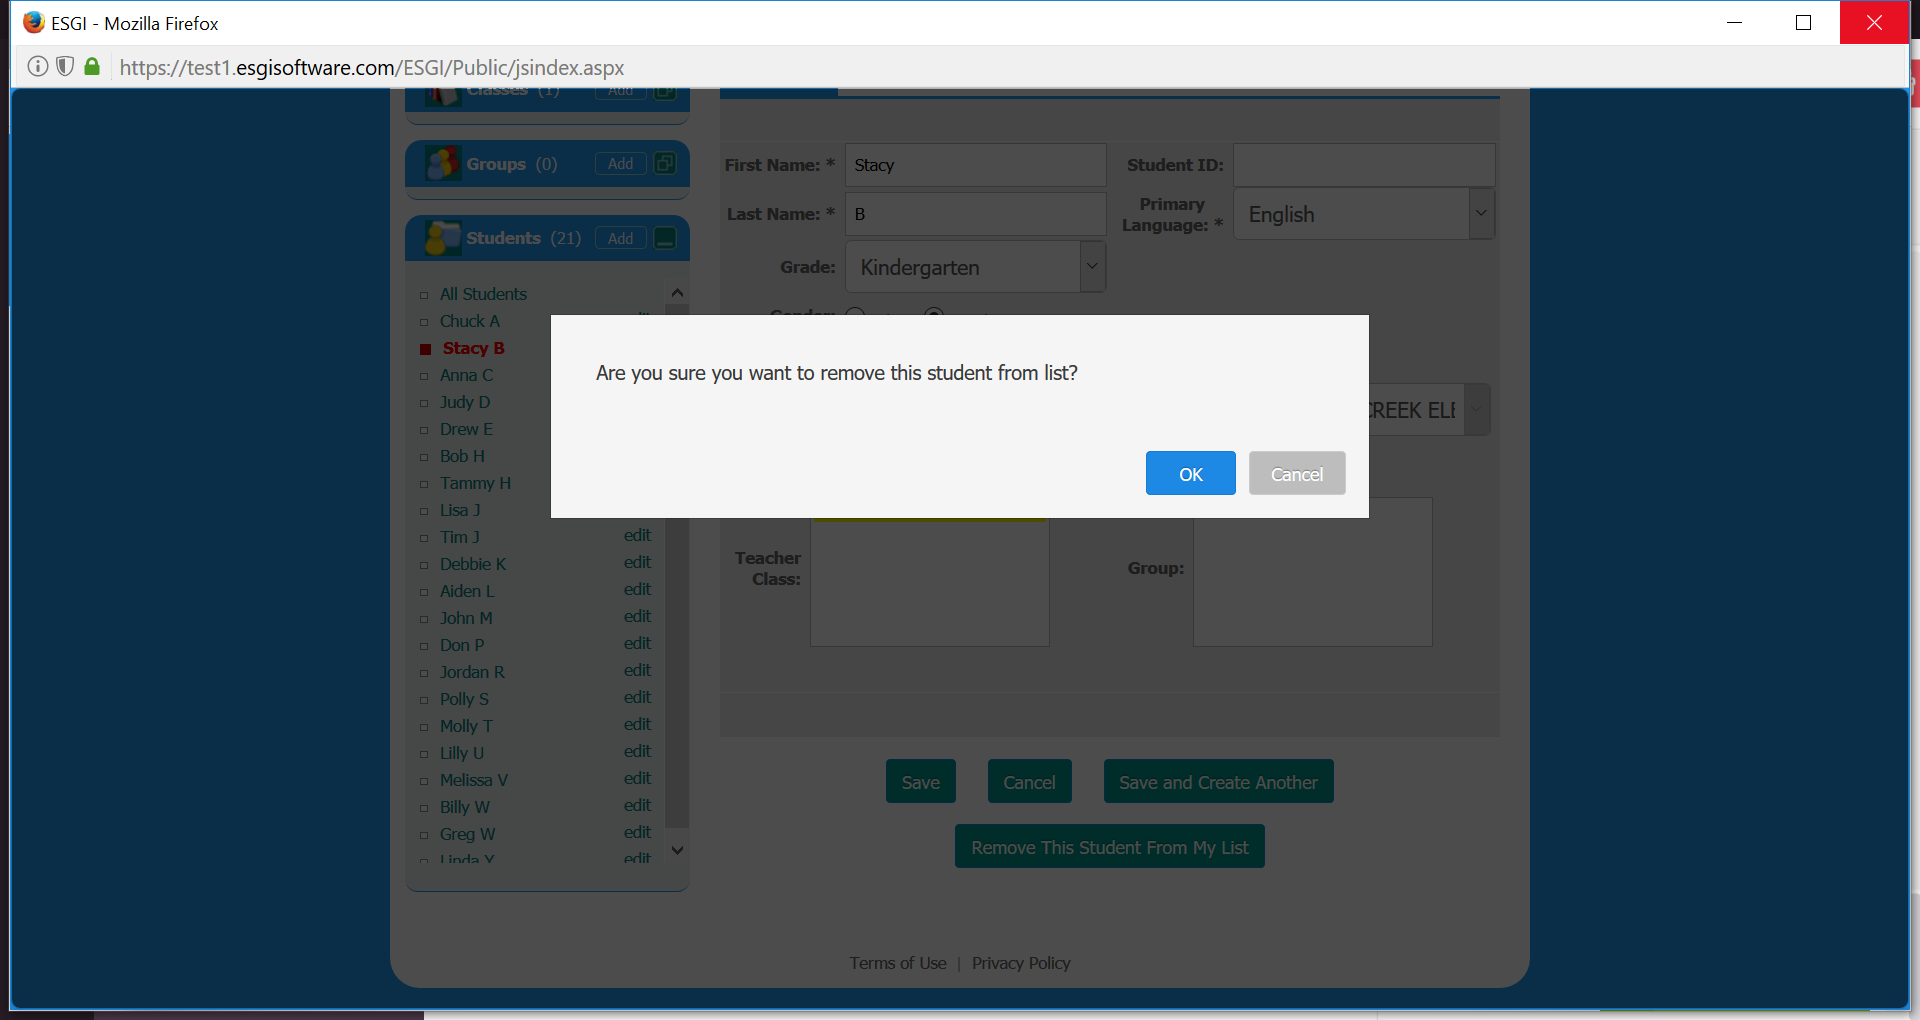 ESGI - Mozilla Firefox
https://test1.esgisoftware.com/ESGI/Public/jsindex.aspx
Classes (1) Add
Groups (0) Add
Students (21) Add
All Students
Chuck A
Stacy B
Anna C
Judy D
Drew E
Bob H
Tammy H
Lisa J
Tim J edit
Debbie K edit
Aiden L edit
John M edit
Don P edit
Jordan R edit
Polly S edit
Molly T edit
Lilly U edit
Melissa V edit
Billy W edit
Greg W edit
Linda Y edit
First Name: * Stacy
Student ID:
Last Name: * B
Primary
Language: * English
Grade: Kindergarten
Gender:
CREEK ELE
Are you sure you want to remove this student from list?
OK Cancel
Teacher
Class:
Group:
Save Cancel Save and Create Another
Remove This Student From My List
Terms of Use | Privacy Policy